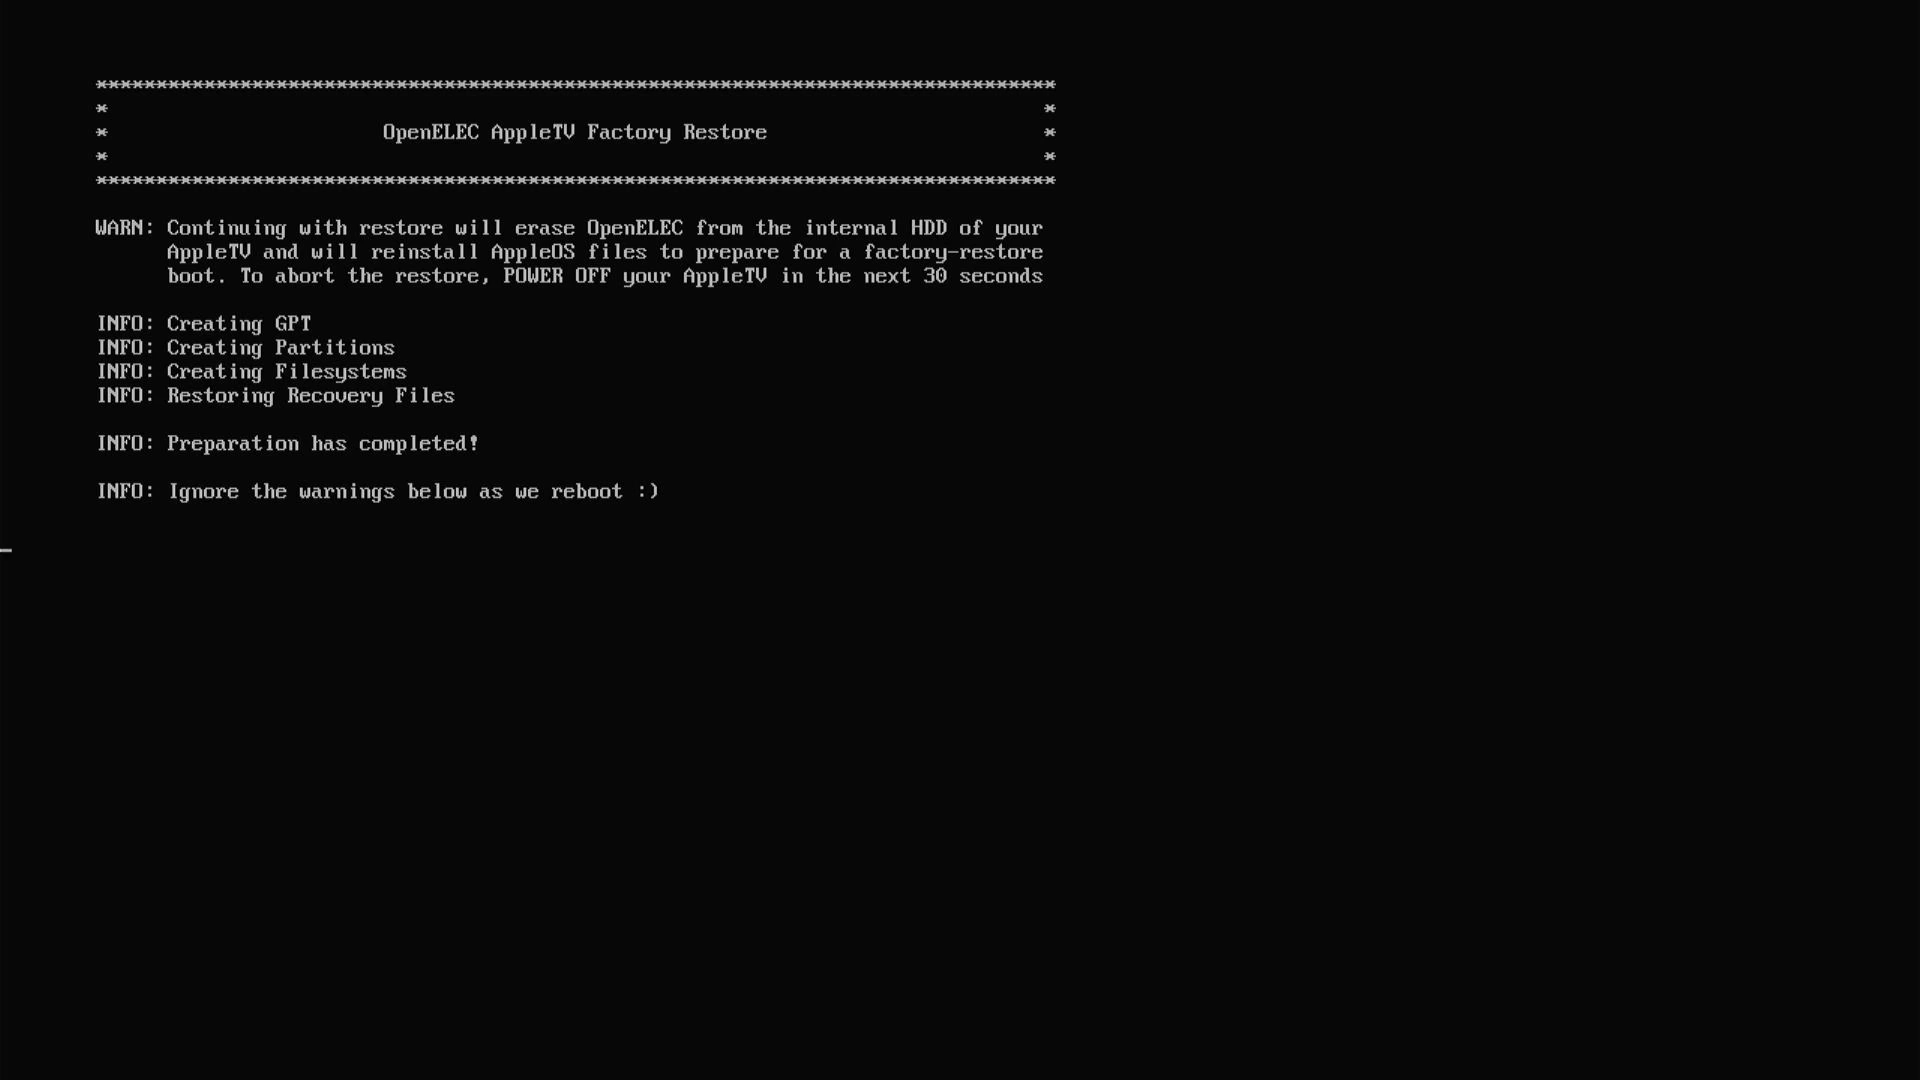 ********************************************************************************
*                                                                              *
*                       OpenELEC AppleTV Factory Restore                       *
*                                                                              *
********************************************************************************
WARN: Continuing with restore will erase OpenELEC from the internal HDD of your
AppleTV and will reinstall AppleOS files to prepare for a factory-restore
boot. To abort the restore, POWER OFF your AppleTV in the next 30 seconds
INFO: Creating GPT
INFO: Creating Partitions
INFO: Creating Filesystems
INFO: Restoring Recovery Files
INFO: Preparation has completed!
INFO: Ignore the warnings below as we reboot :)